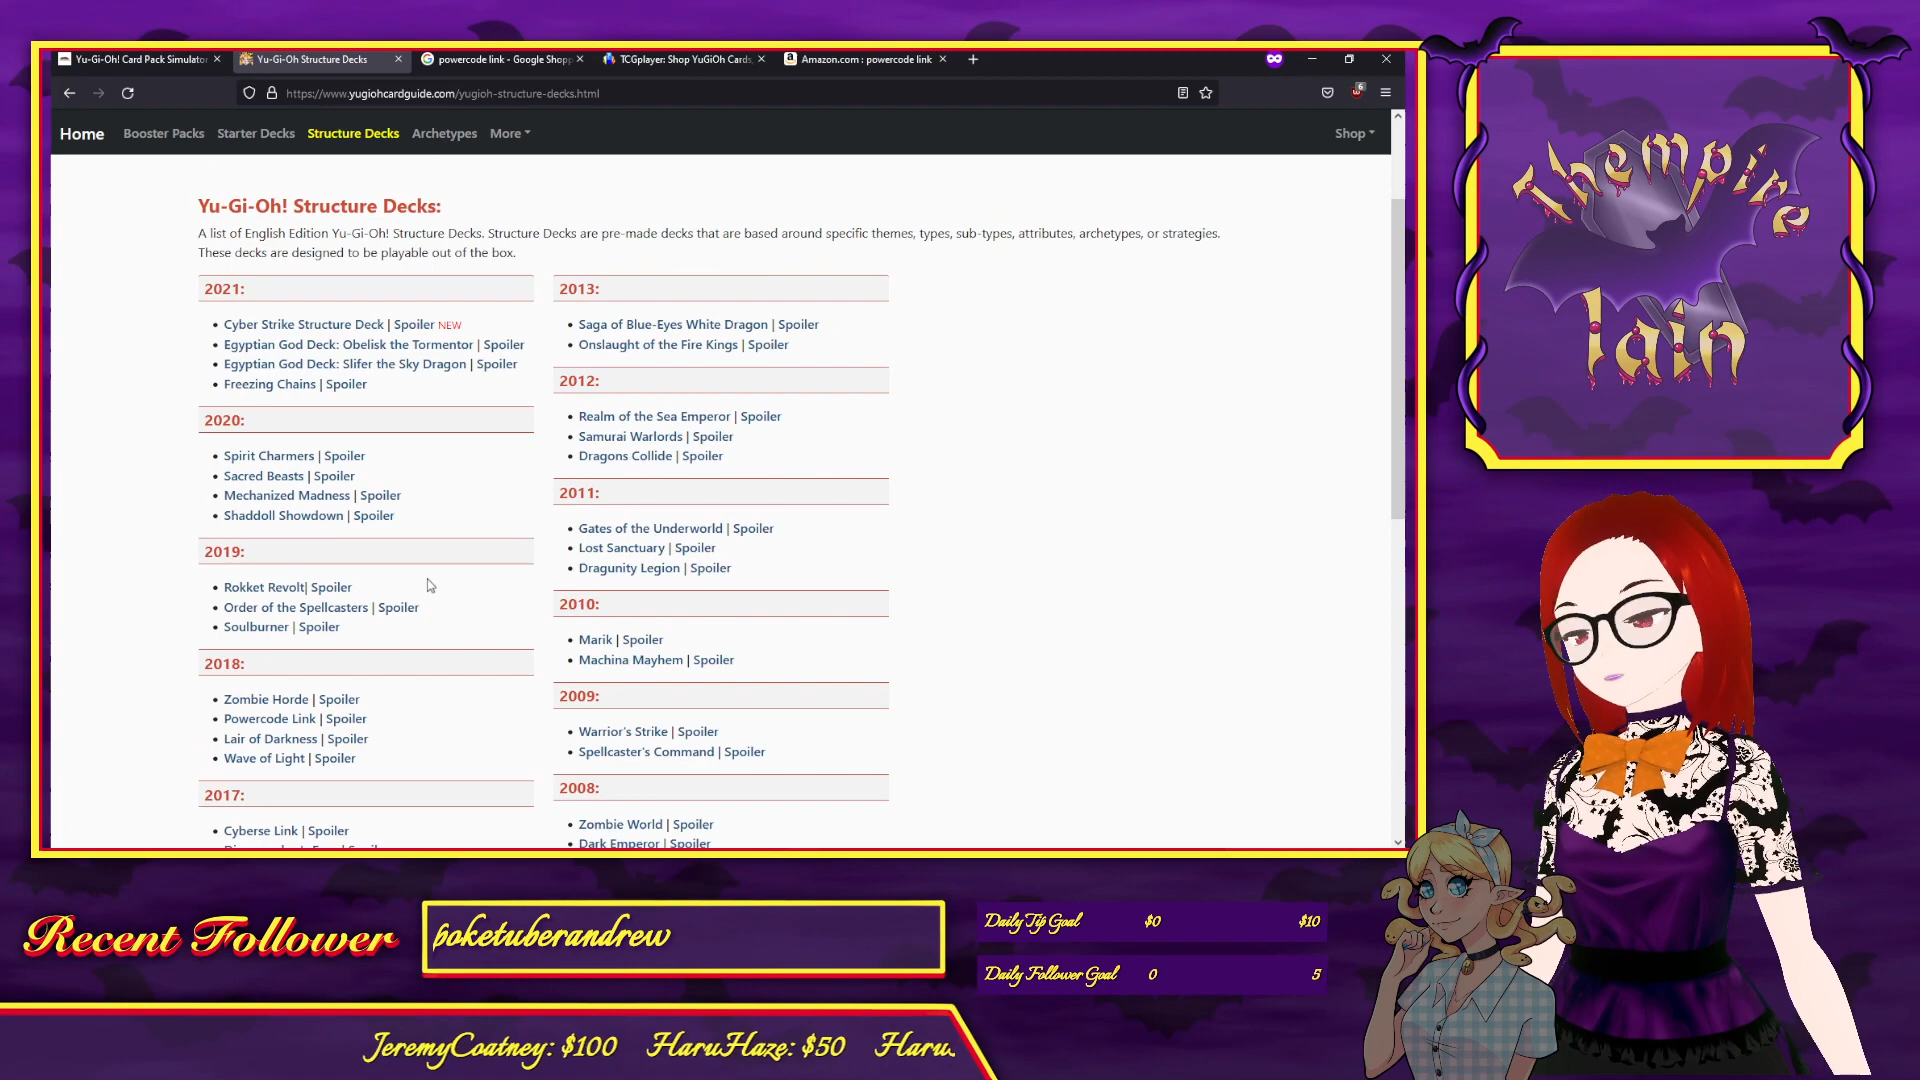 Yu-Gi-Oh! Card Pack Simulator
Yu-Gi-Oh Structure Decks
powercode link - Google Shopp
TCGplayer: Shop YuGiOh Cards,
Amazon.com : powercode link
https://www.yugiohcardguide.com/yugioh-structure-decks.html
6
Home Booster Packs Starter Decks Structure Decks Archetypes More Shop
Yu-Gi-Oh! Structure Decks:
A list of English Edition Yu-Gi-Oh! Structure Decks. Structure Decks are pre-made decks that are based around specific themes, types, sub-types, attributes, archetypes, or strategies.
These decks are designed to be playable out of the box.
2021:
Cyber Strike Structure Deck | Spoiler NEW
Egyptian God Deck: Obelisk the Tormentor | Spoiler
Egyptian God Deck: Slifer the Sky Dragon | Spoiler
Freezing Chains | Spoiler
2020:
Spirit Charmers | Spoiler
Sacred Beasts | Spoiler
Mechanized Madness | Spoiler
Shaddoll Showdown | Spoiler
2019:
Rokket Revolt| Spoiler
Order of the Spellcasters | Spoiler
Soulburner | Spoiler
2018:
Zombie Horde | Spoiler
Powercode Link | Spoiler
Lair of Darkness | Spoiler
Wave of Light | Spoiler
2017:
Cyberse Link | Spoiler
2013:
Saga of Blue-Eyes White Dragon | Spoiler
Onslaught of the Fire Kings | Spoiler
2012:
Realm of the Sea Emperor | Spoiler
Samurai Warlords | Spoiler
Dragons Collide | Spoiler
2011:
Gates of the Underworld | Spoiler
Lost Sanctuary | Spoiler
Dragunity Legion | Spoiler
2010:
Marik | Spoiler
Machina Mayhem | Spoiler
2009:
Warrior's Strike | Spoiler
Spellcaster's Command | Spoiler
2008:
Zombie World | Spoiler
Dark Emperor | Spoiler
Thempire
lain
Recent Follower
poketuberandrew
Daily Tip Goal $0 $10
Daily Follower Goal 0 5
JeremyCoatney: $100 HaruHaze: $50 Haru